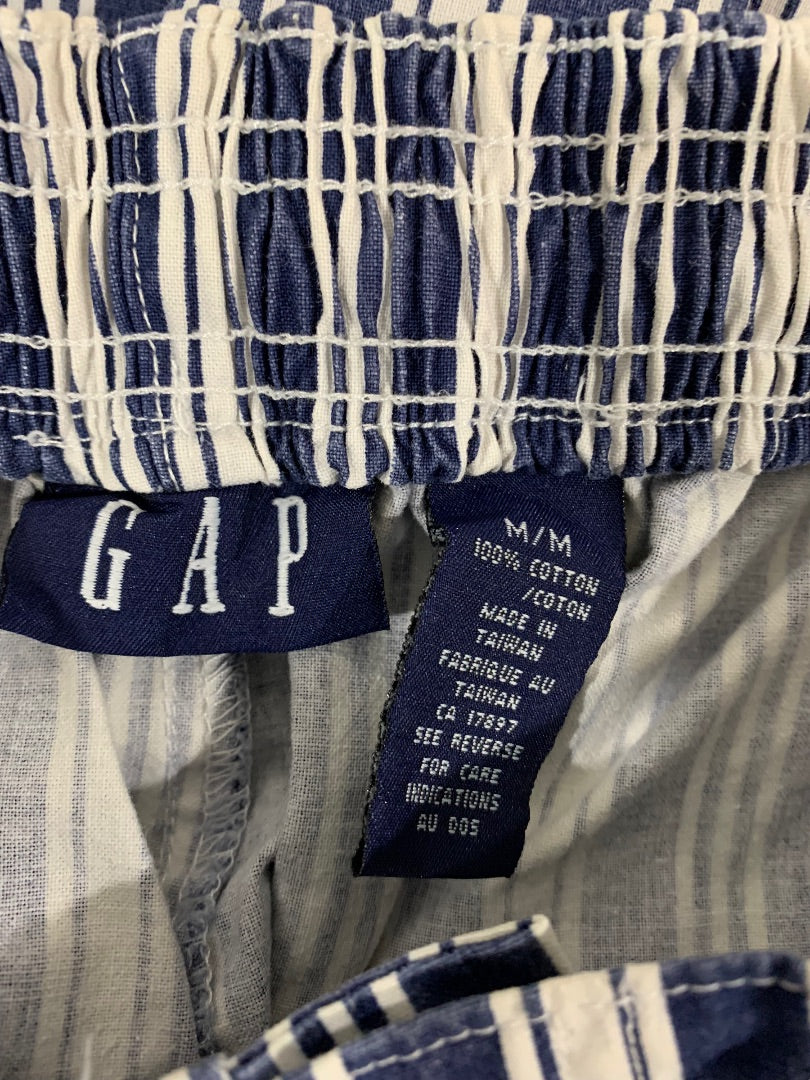 GAP
M/M
100% COTTON
/COTON
MADE IN
TAIWAN
FABRIQUE AU
TAIWAN
CA 17897
SEE REVERSE
FOR CARE
INDICATIONS
AU DOS